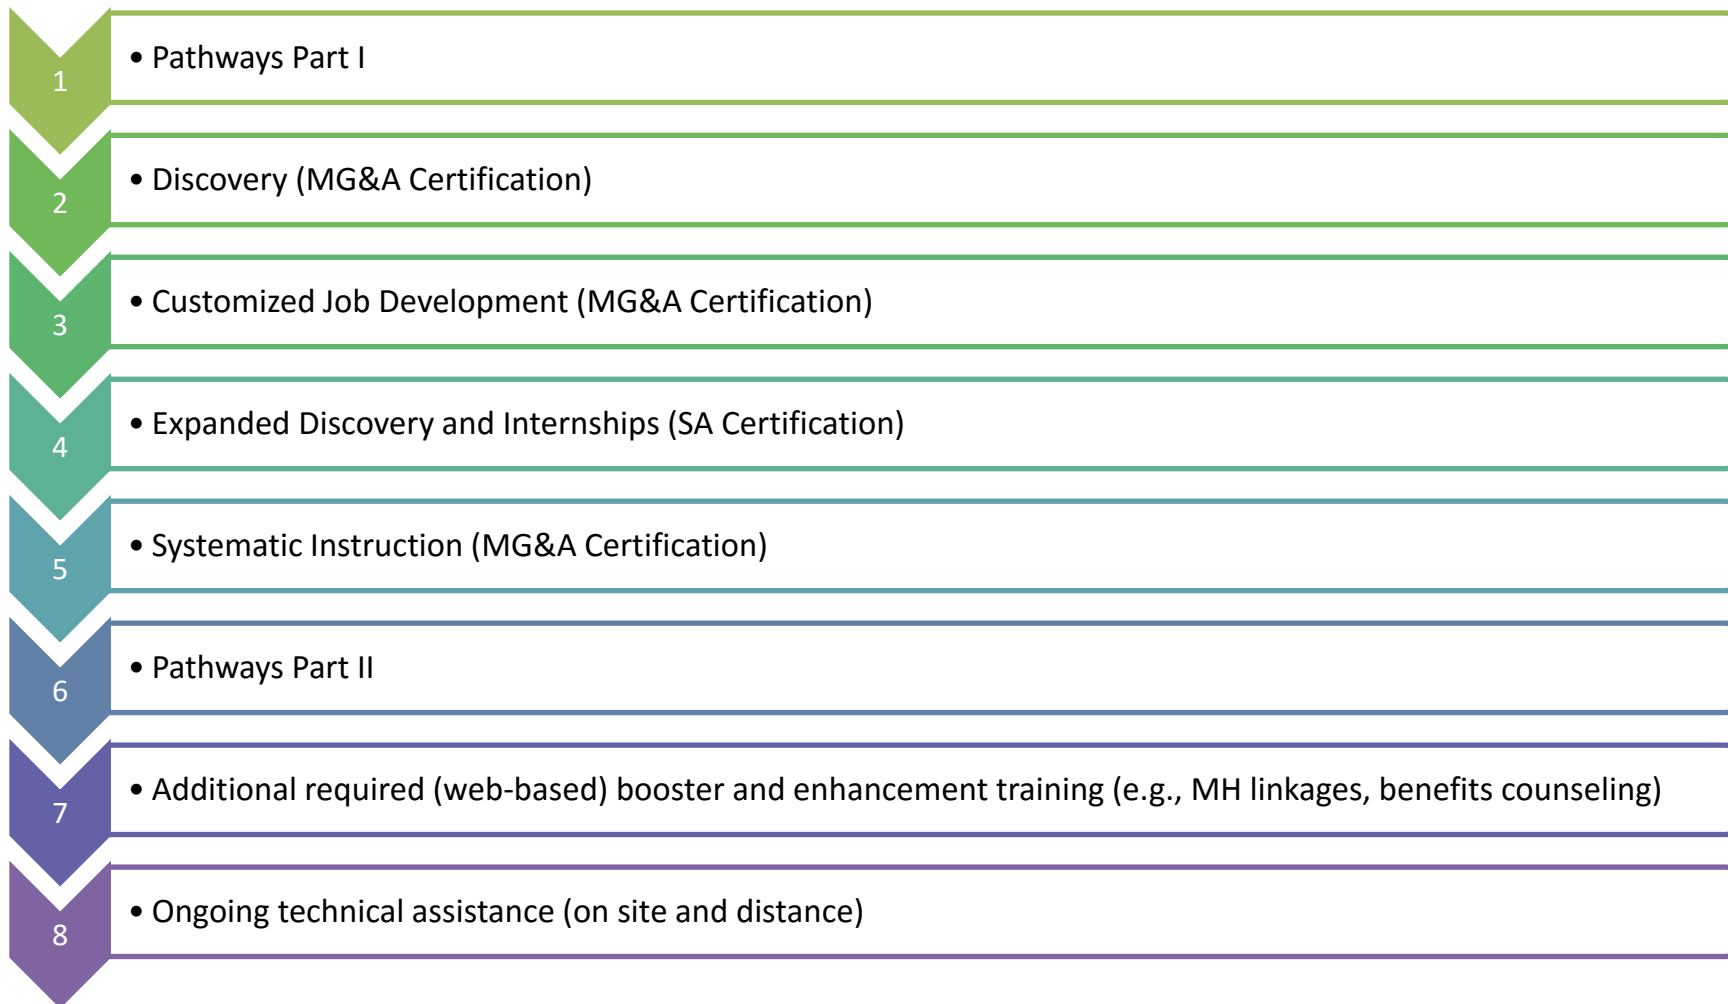 1
• Pathways Part I
2
• Discovery (MG&A Certification)
3
• Customized Job Development (MG&A Certification)
4
• Expanded Discovery and Internships (SA Certification)
5
• Systematic Instruction (MG&A Certification)
6
• Pathways Part II
7
• Additional required (web-based) booster and enhancement training (e.g., MH linkages, benefits counseling)
8
• Ongoing technical assistance (on site and distance)